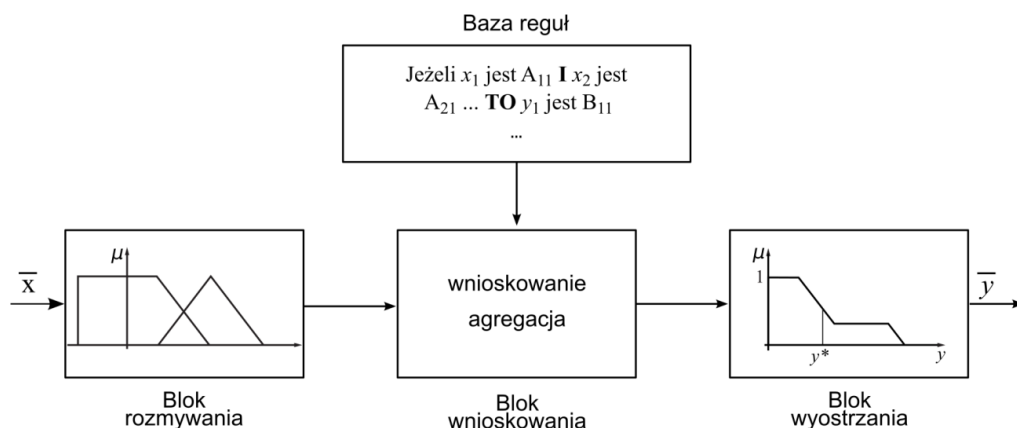 Baza reguł
Jeżeli x₁ jest A₁₁ I x₂ jest
A₂₁ ... TO y₁ jest B₁₁
...
x̅
μ
Blok
rozmywania
wnioskowanie
agregacja
Blok
wnioskowania
μ
1
y*
y
Blok
wyostrzania
y̅